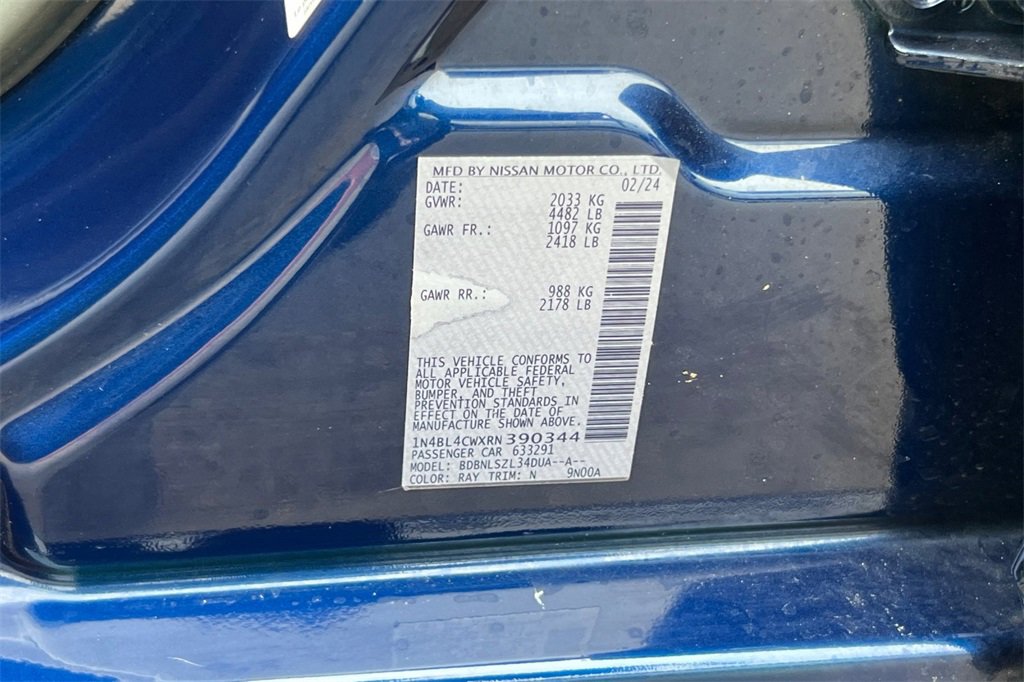 MFD BY NISSAN MOTOR CO., LTD.
DATE: 02/24
GVWR: 2033 KG
4482 LB
GAWR FR.: 1097 KG
2418 LB
GAWR RR.: 988 KG
2178 LB
THIS VEHICLE CONFORMS TO
ALL APPLICABLE FEDERAL
MOTOR VEHICLE SAFETY,
BUMPER, AND THEFT
PREVENTION STANDARDS IN
EFFECT ON THE DATE OF
MANUFACTURE SHOWN ABOVE.
1N4BL4CWXRN390344
PASSENGER CAR 633291
MODEL: BDBNLSZL34DUA--A--
COLOR: RAY TRIM: N 9N00A